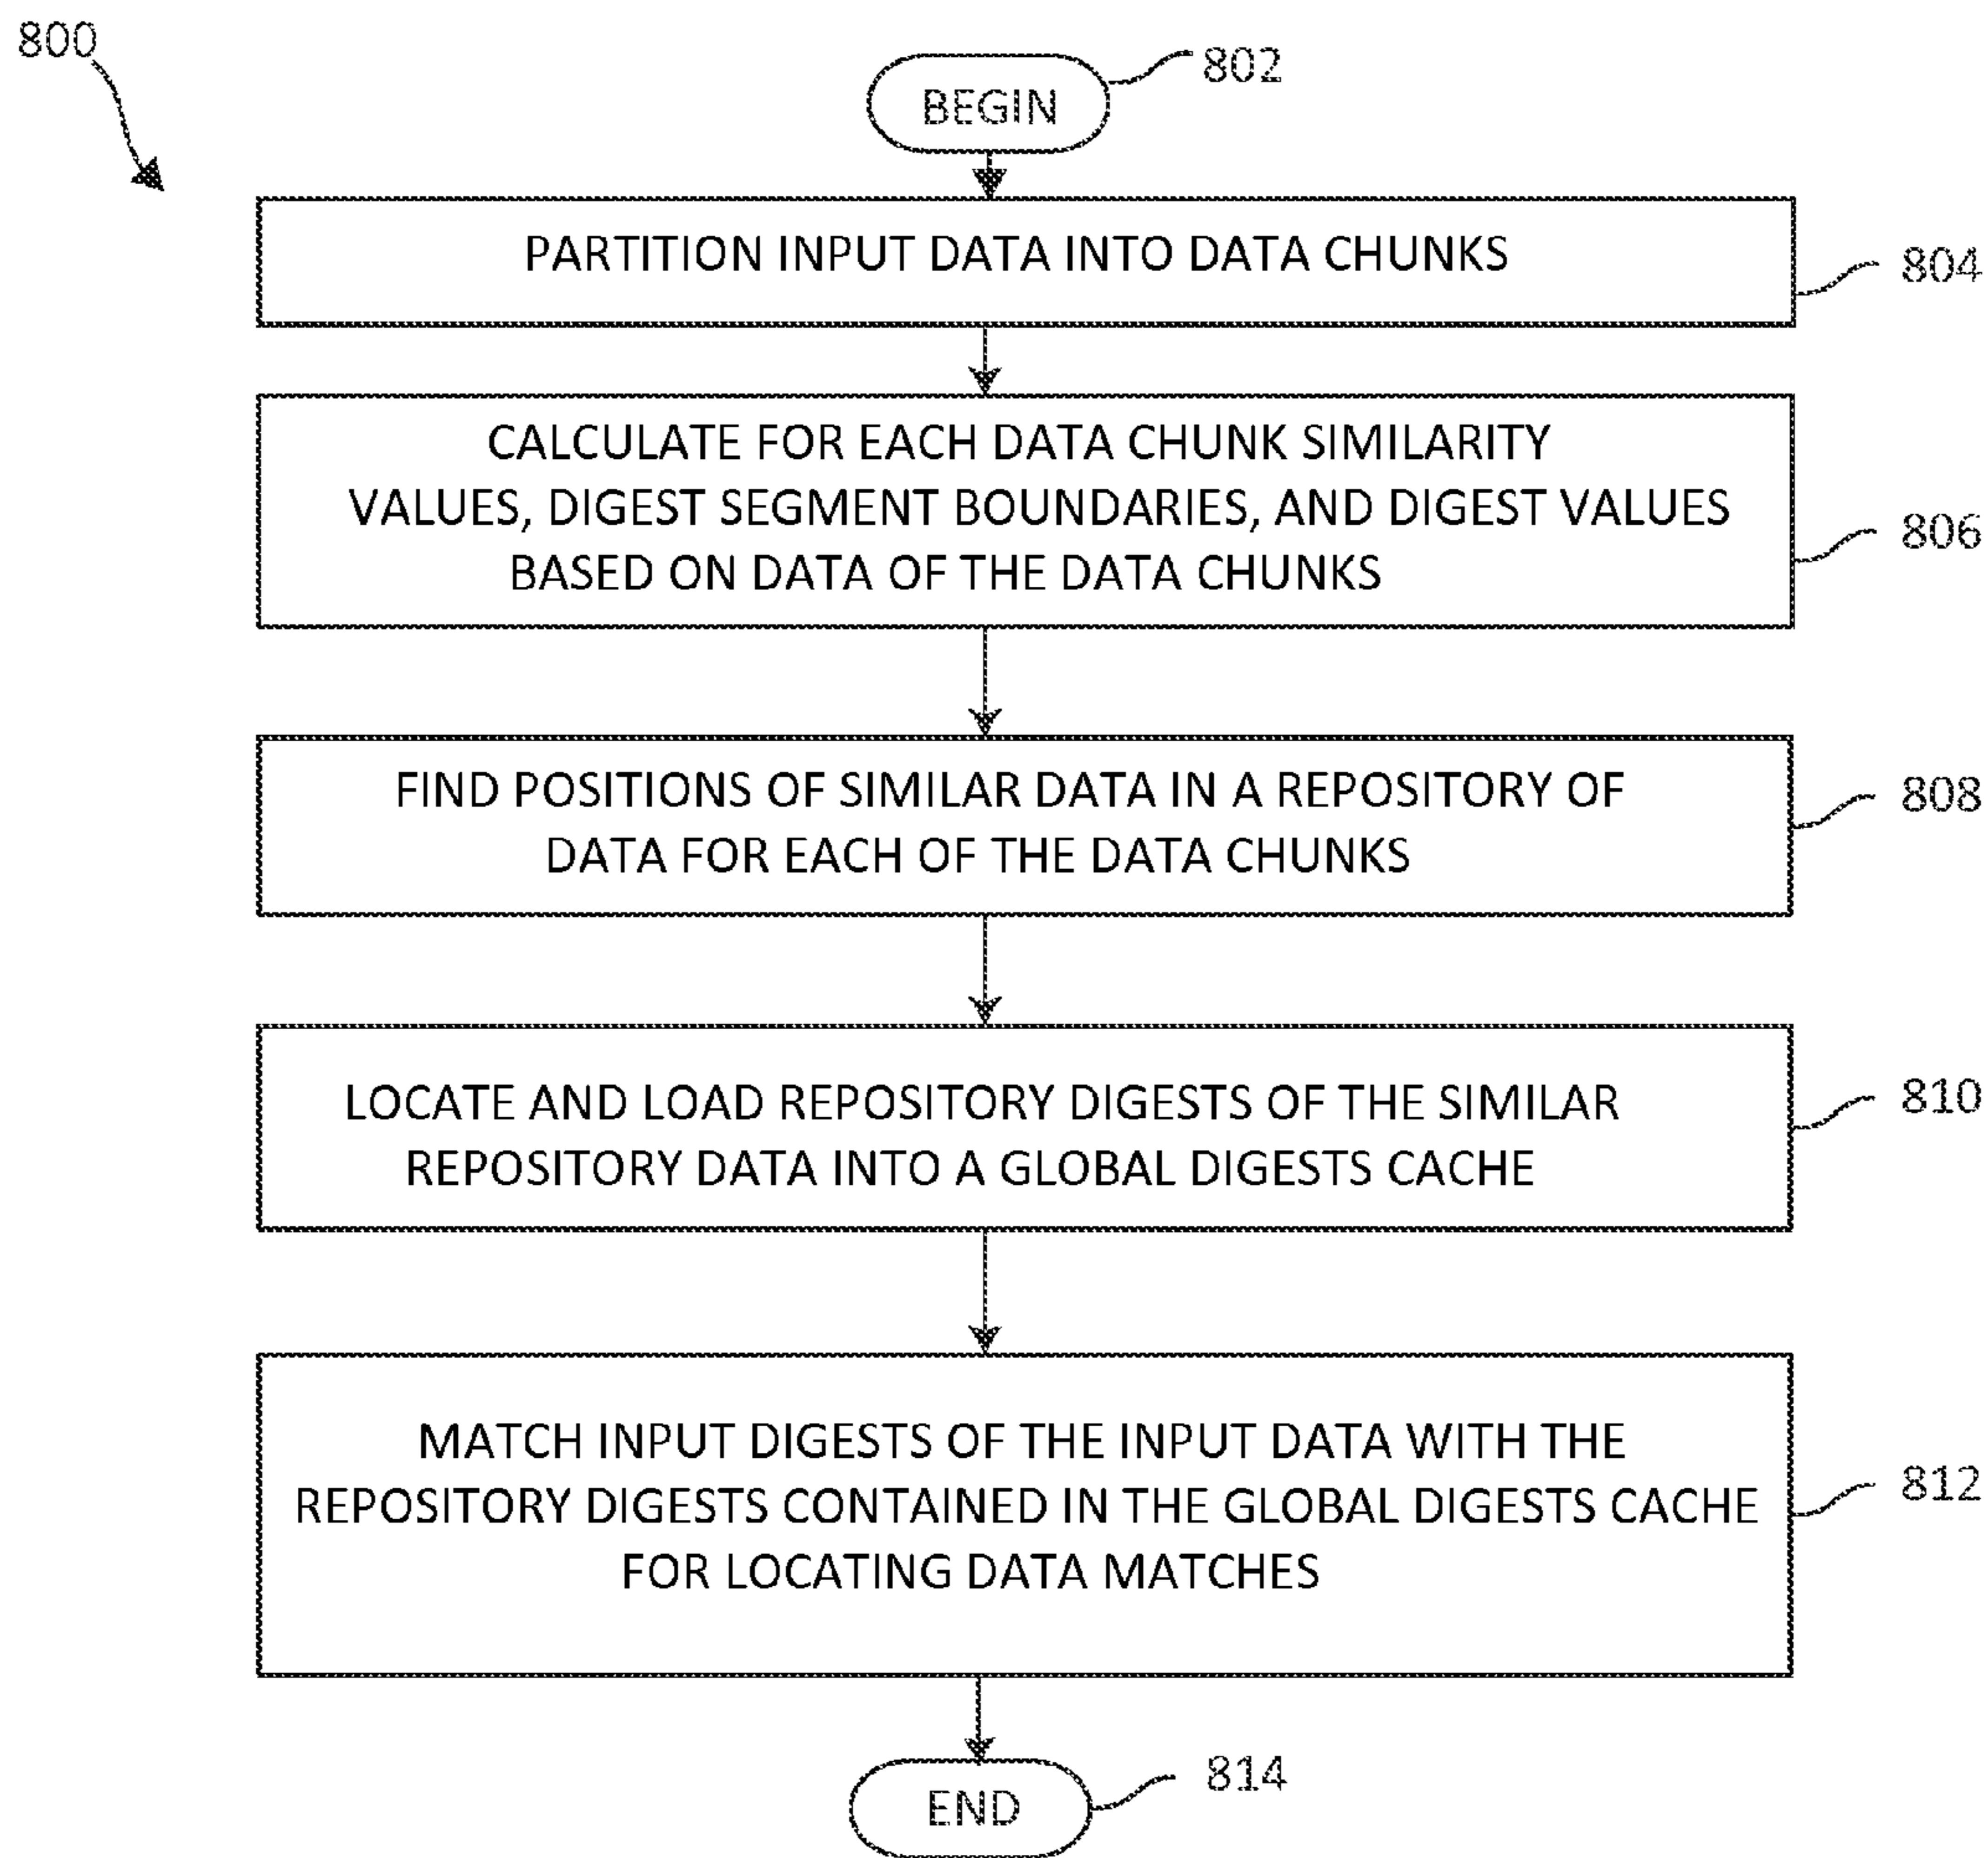 800
802
BEGIN
PARTITION INPUT DATA INTO DATA CHUNKS
804
CALCULATE FOR EACH DATA CHUNK SIMILARITY
VALUES, DIGEST SEGMENT BOUNDARIES, AND DIGEST VALUES
BASED ON DATA OF THE DATA CHUNKS
806
FIND POSITIONS OF SIMILAR DATA IN A REPOSITORY OF
DATA FOR EACH OF THE DATA CHUNKS
808
LOCATE AND LOAD REPOSITORY DIGESTS OF THE SIMILAR
REPOSITORY DATA INTO A GLOBAL DIGESTS CACHE
810
MATCH INPUT DIGESTS OF THE INPUT DATA WITH THE
REPOSITORY DIGESTS CONTAINED IN THE GLOBAL DIGESTS CACHE
FOR LOCATING DATA MATCHES
812
814
END